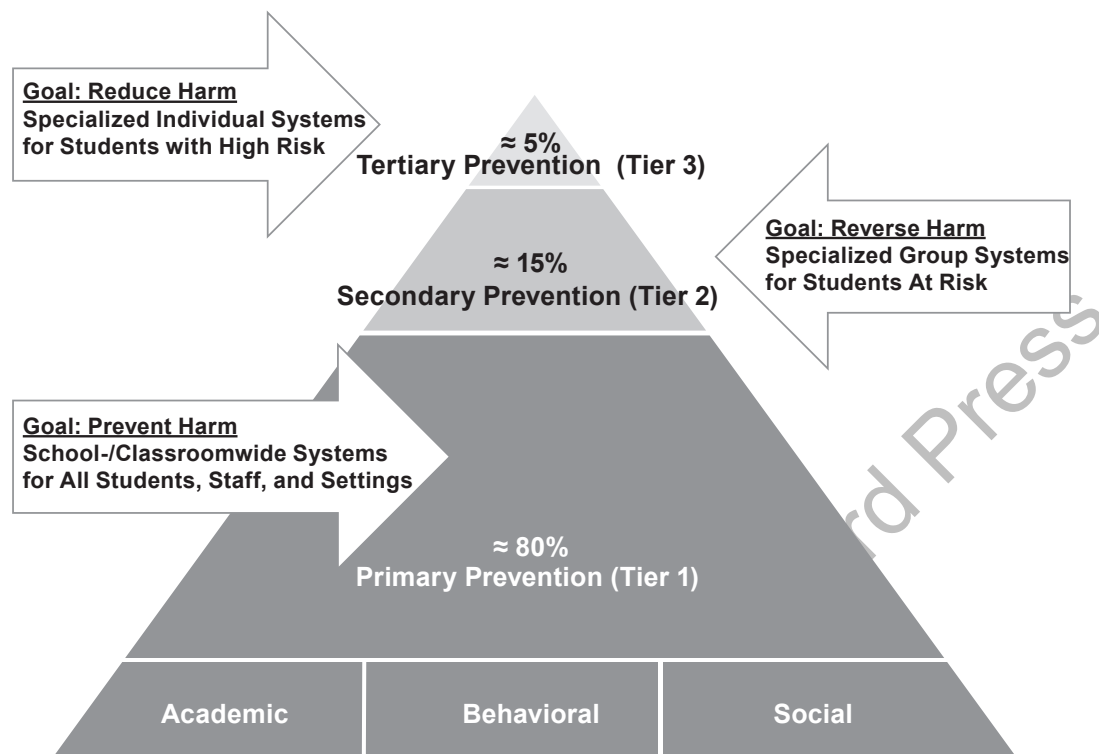 Goal: Reduce Harm
Specialized Individual Systems
for Students with High Risk
≈ 5%
Tertiary Prevention (Tier 3)
Goal: Reverse Harm
Specialized Group Systems
for Students At Risk
≈ 15%
Secondary Prevention (Tier 2)
Goal: Prevent Harm
School-/Classroomwide Systems
for All Students, Staff, and Settings
≈ 80%
Primary Prevention (Tier 1)
Academic
Behavioral
Social
rd Press